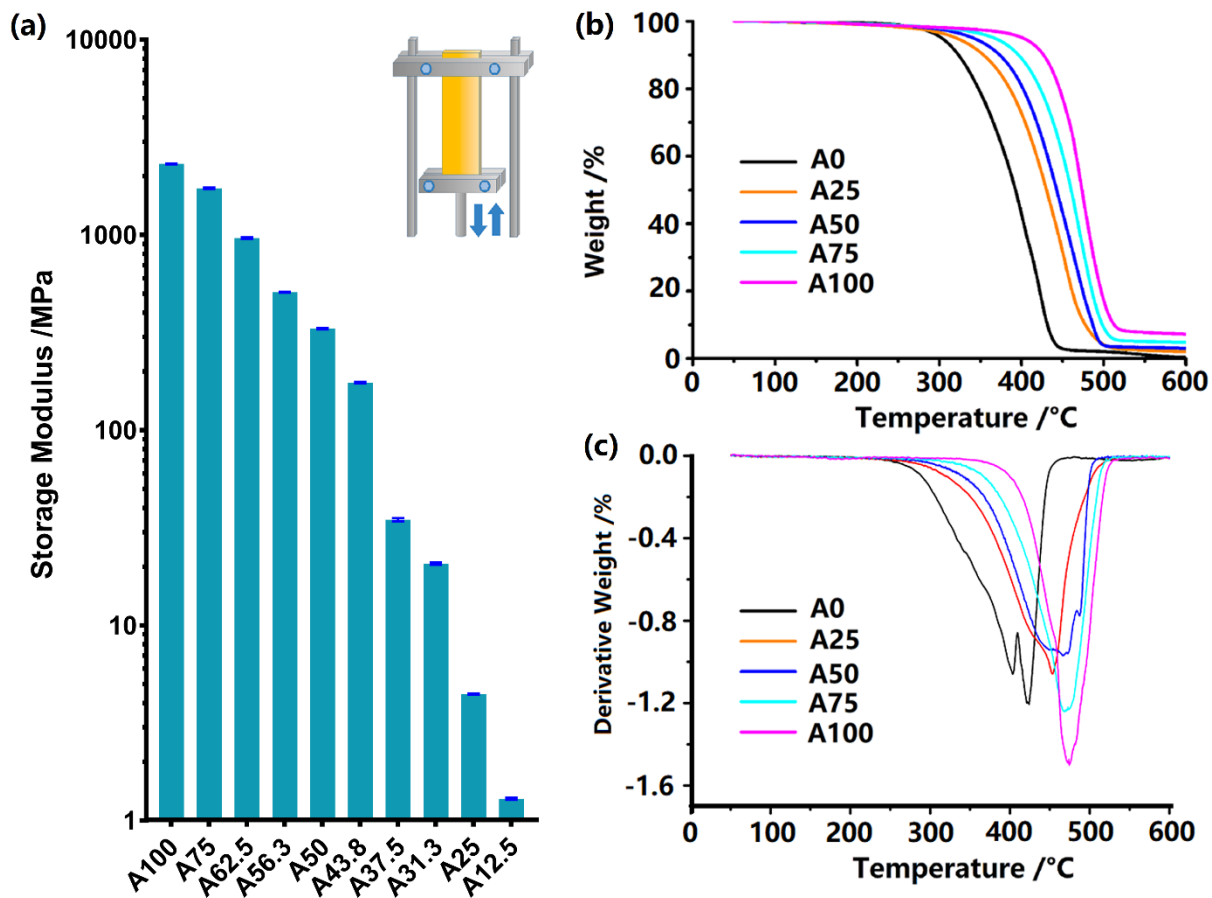 (a)
10000
1000
100
10
1
Storage Modulus /MPa
A100
A75
A62.5
A56.3
A50
A43.8
A37.5
A31.3
A25
A12.5
(b)
100
80
60
40
20
0
Weight /%
A0
A25
A50
A75
A100
0 100 200 300 400 500 600
Temperature /°C
(c)
0.0
-0.4
-0.8
-1.2
-1.6
Derivative Weight /%
A0
A25
A50
A75
A100
0 100 200 300 400 500 600
Temperature /°C